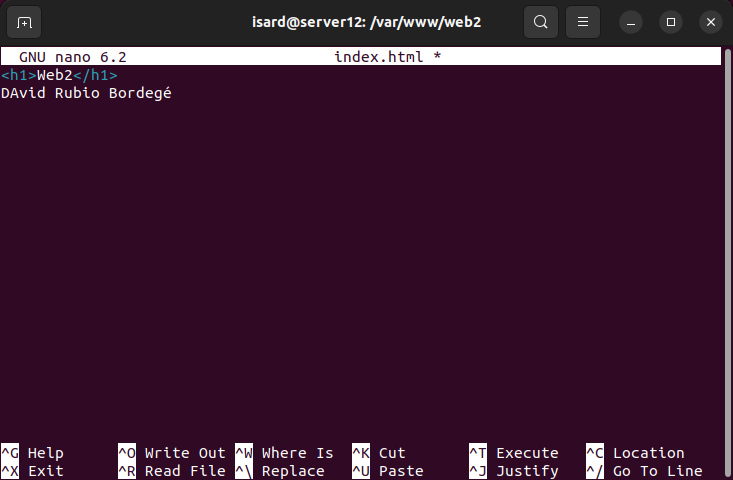 isard@server12: /var/www/web2
GNU nano 6.2 index.html *
<h1>Web2</h1>
DAvid Rubio Bordegé
^G Help ^O Write Out ^W Where Is ^K Cut ^T Execute ^C Location
^X Exit ^R Read File ^\ Replace ^U Paste ^J Justify ^/ Go To Line